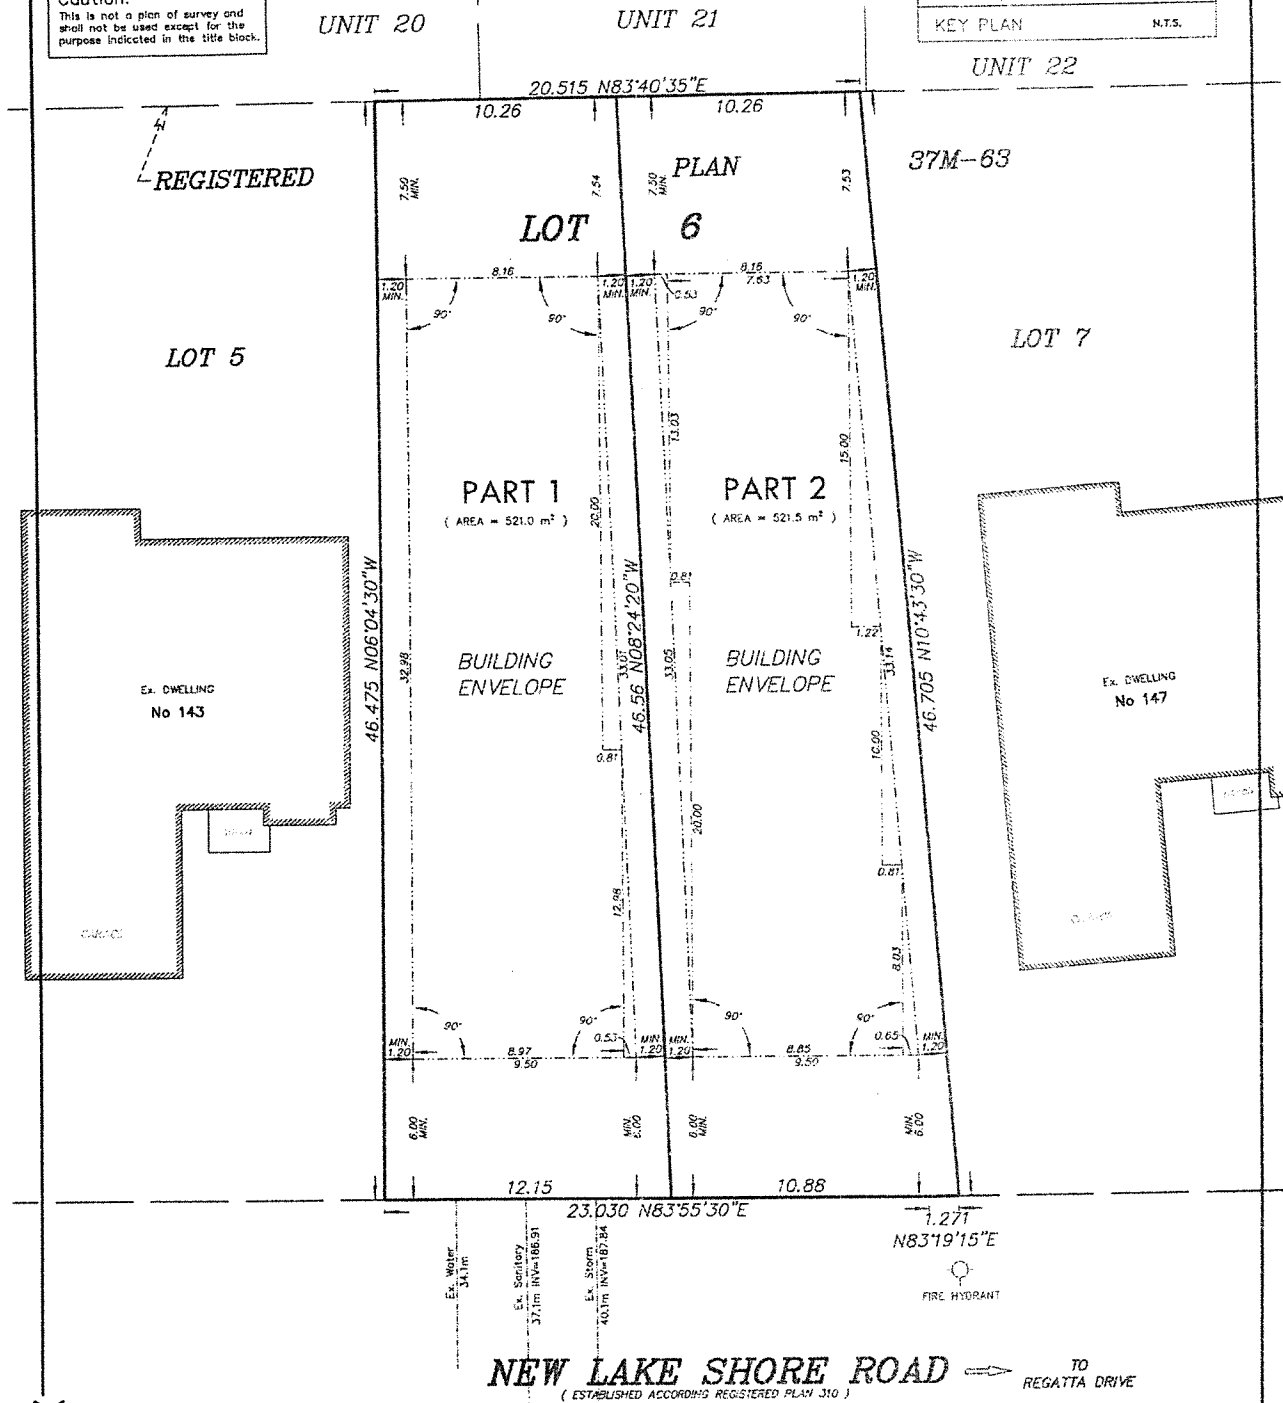 Caution:
This is not a plan of survey and
shall not be used except for the
purpose indicated in the title block.
UNIT 20
UNIT 21
KEY PLAN
N.T.S.
UNIT 22
20.515 N83°40'35"E
10.26
10.26
REGISTERED
PLAN
37M-63
7.50
MIN.
7.54
7.50
MIN.
7.53
LOT 6
8.16
8.16
7.63
1.20
MIN.
1.20
MIN.
1.20
MIN.
0.53
1.20
MIN.
90°
90°
90°
90°
LOT 5
LOT 7
13.03
15.00
PART 1
( AREA = 521.0 m² )
PART 2
( AREA = 521.5 m² )
20.00
46.475 N06°04'30"W
46.56 N08°24'20"W
46.705 N10°43'30"W
0.81
1.22
32.98
33.01
33.05
33.14
BUILDING
ENVELOPE
BUILDING
ENVELOPE
Ex. DWELLING
No 143
Ex. DWELLING
No 147
0.81
10.00
20.00
0.81
12.98
8.03
90°
90°
90°
90°
0.53
0.65
MIN.
1.20
MIN.
1.20
MIN.
1.20
MIN.
1.20
8.97
9.50
8.85
9.50
6.00
MIN.
MIN.
6.00
6.00
MIN.
MIN.
6.00
12.15
10.88
23.030 N83°55'30"E
1.271
N83°19'15"E
Ex. Water
34.1m
Ex. Sanitary
37.1m INV=186.91
Ex. Storm
40.1m INV=187.84
FIRE HYDRANT
NEW LAKE SHORE ROAD
( ESTABLISHED ACCORDING REGISTERED PLAN 310 )
TO
REGATTA DRIVE